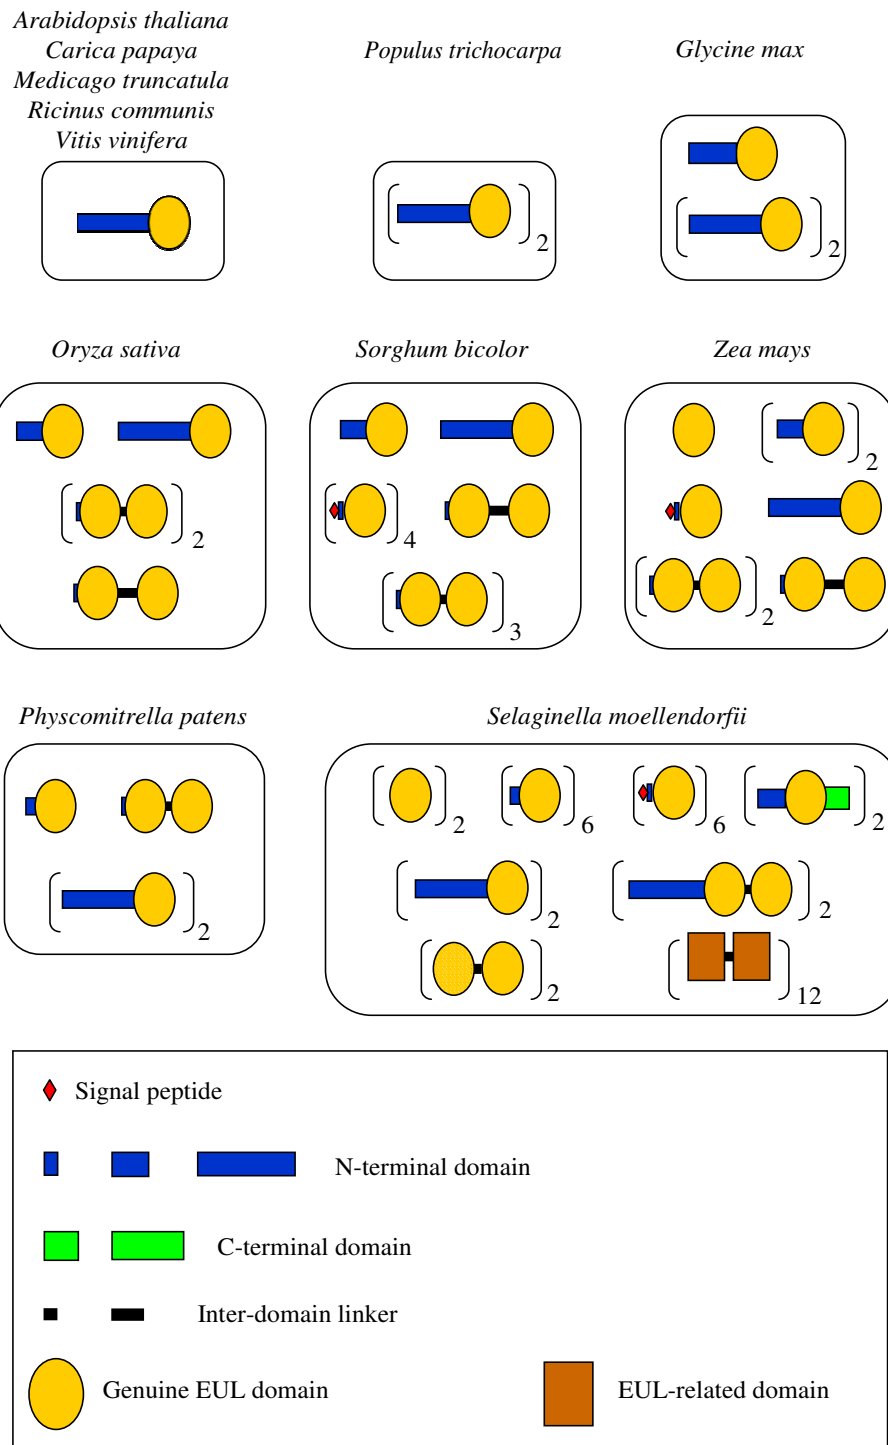 Arabidopsis thaliana
Carica papaya
Medicago truncatula
Ricinus communis
Vitis vinifera
Populus trichocarpa
Glycine max
2
2
Oryza sativa
Sorghum bicolor
Zea mays
2
2
4
3
2
2
Physcomitrella patens
Selaginella moellendorfii
2
6
6
2
2
2
2
2
12
Signal peptide
N-terminal domain
C-terminal domain
Inter-domain linker
Genuine EUL domain
EUL-related domain